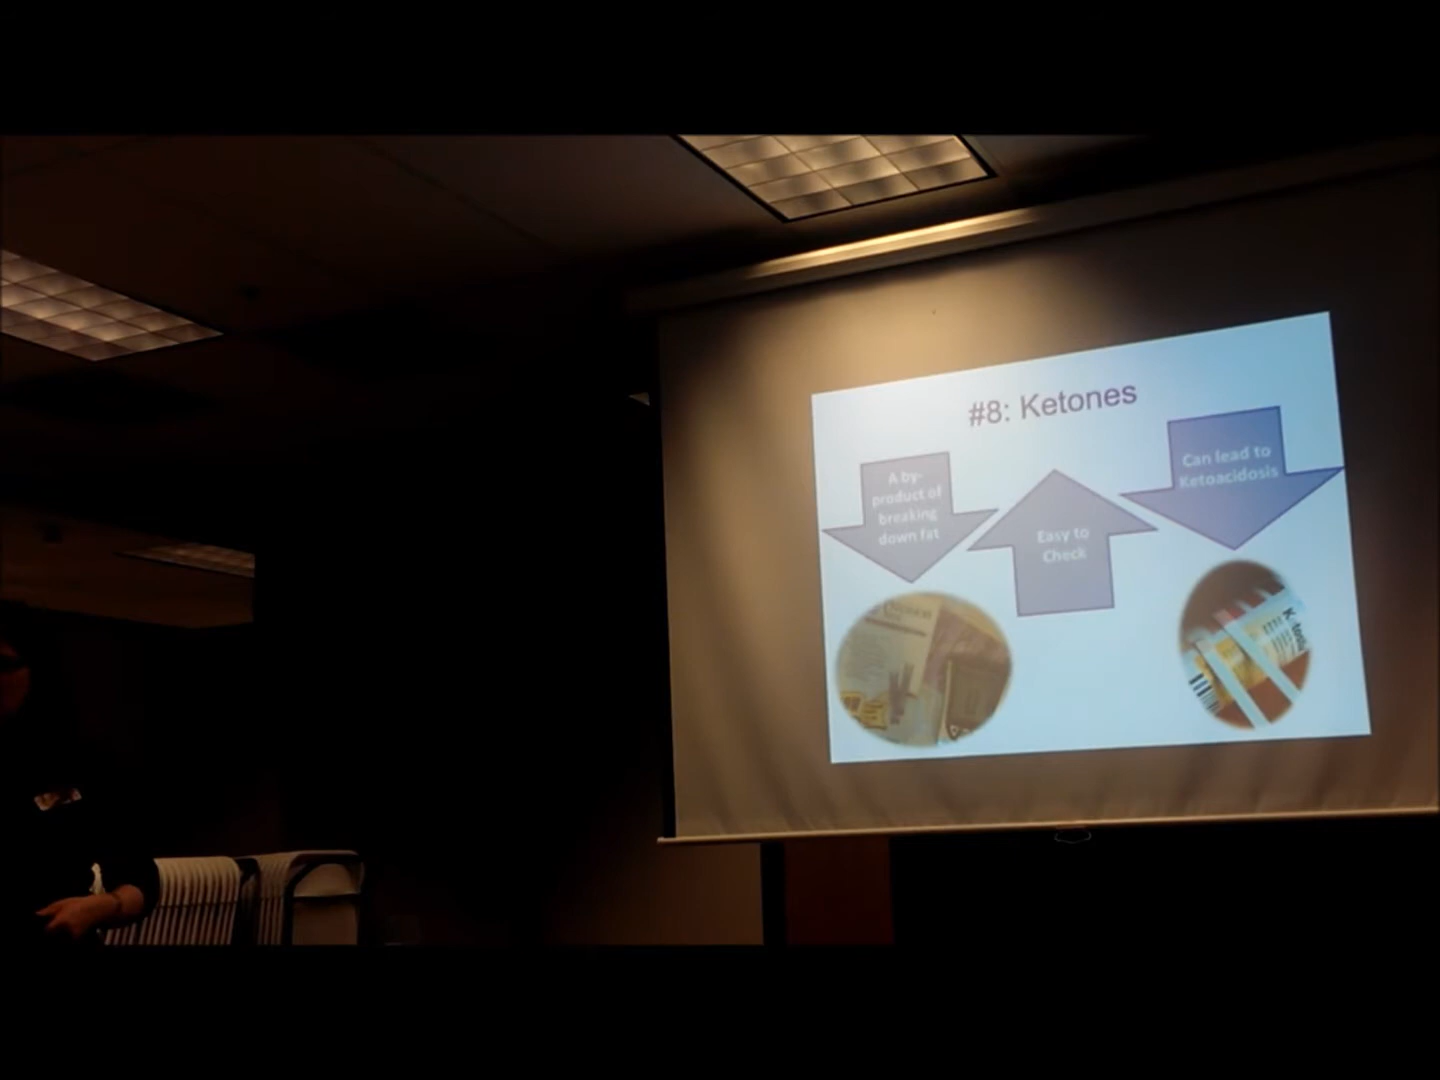 #8: Ketones
A by-
product of
breaking
down fat
Easy to
Check
Can lead to
Ketoacidosis